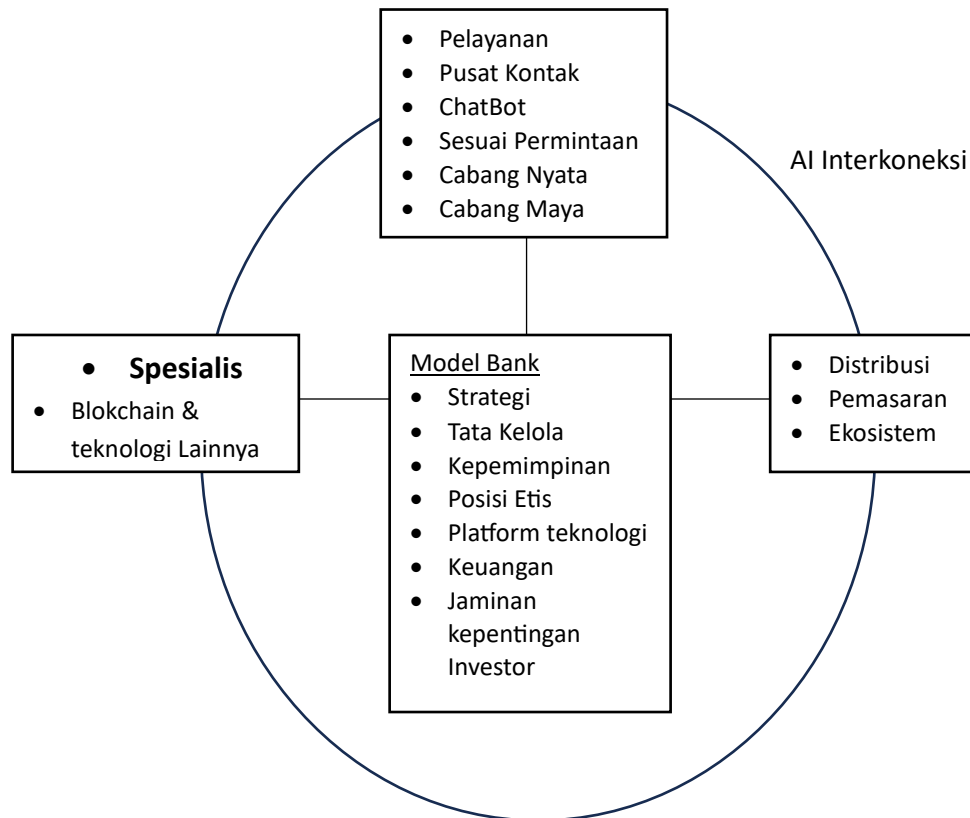 • Pelayanan
• Pusat Kontak
• ChatBot
• Sesuai Permintaan
• Cabang Nyata
• Cabang Maya
AI Interkoneksi
• Spesialis
• Blokchain &
teknologi Lainnya
Model Bank
• Strategi
• Tata Kelola
• Kepemimpinan
• Posisi Etis
• Platform teknologi
• Keuangan
• Jaminan
kepentingan
Investor
• Distribusi
• Pemasaran
• Ekosistem